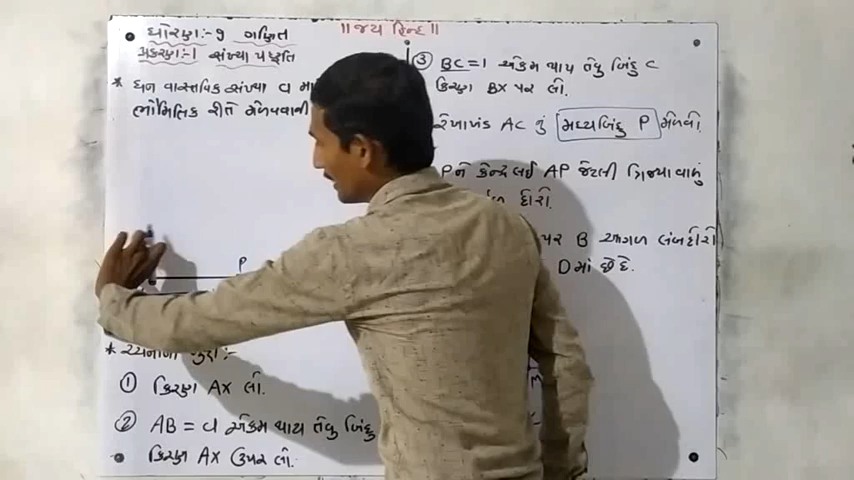 ॥ જય હિન્દ ॥
ધોરણ:- ૭ ગણિત
પ્રકરણ:-1 સંખ્યા પદ્ધતિ
* ધન વાસ્તવિક સંખ્યા
ભૌમિતિક રીતે મેળવવાની
P
* રચનાના મુદ્દા :-
① કિરણ AX લો.
② AB = પ એકમ થાય તેવુ બિંદુ
કિરણ AX ઉપર લો.
③ BC = 1 એકમ થાય તેવુ બિંદુ C
કિરણ BX પર લો.
રેખાખંડ AC નું મધ્યબિંદુ P મેળવો.
P ને કેન્દ્ર લઈ AP જેટલી ત્રિજ્યાવાળું
દોરો.
પર B આગળ લંબ દોરો
D માં છેદે.
M